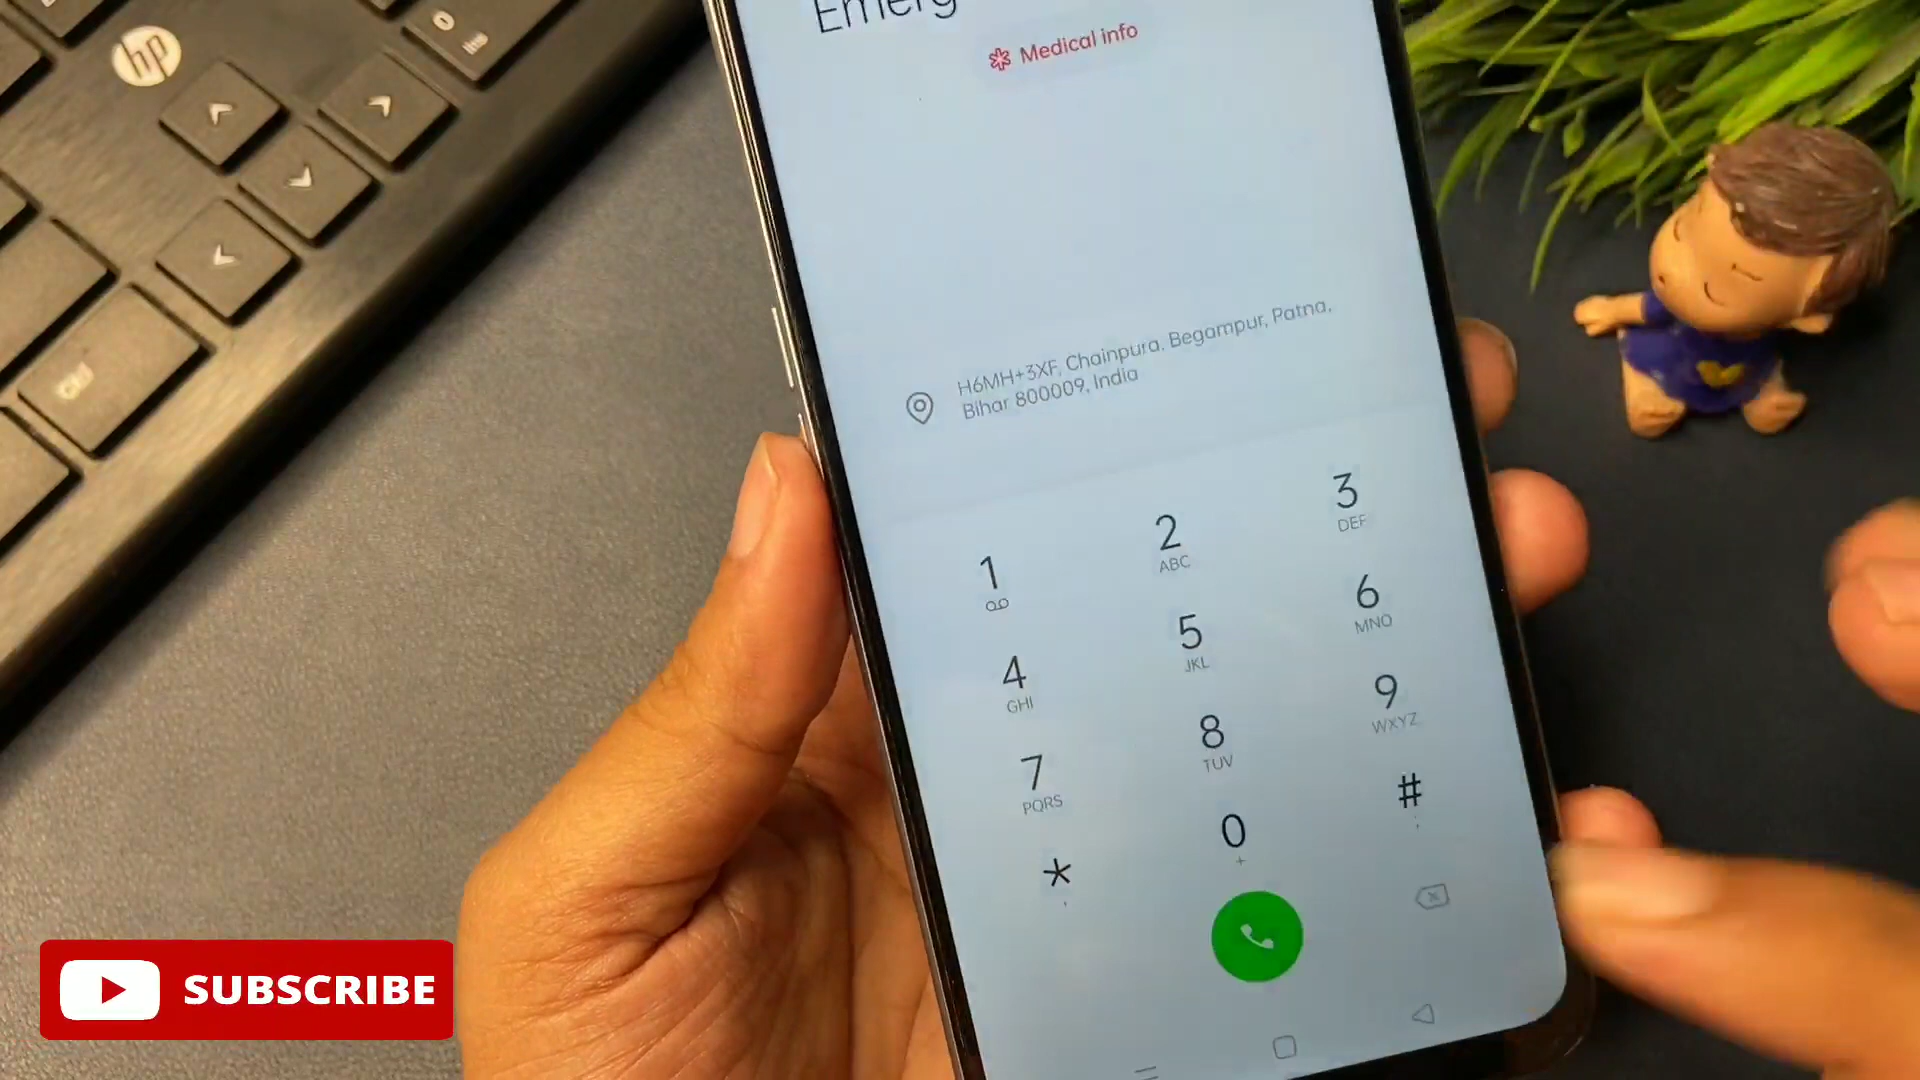 hp
Medical info
H6MH+3XF, Chainpura, Begampur, Patna,
Bihar 800009, India
1
2
ABC
3
DEF
4
GHI
5
JKL
6
MNO
7
PQRS
8
TUV
9
WXYZ
*
,
0
+
#
;
SUBSCRIBE